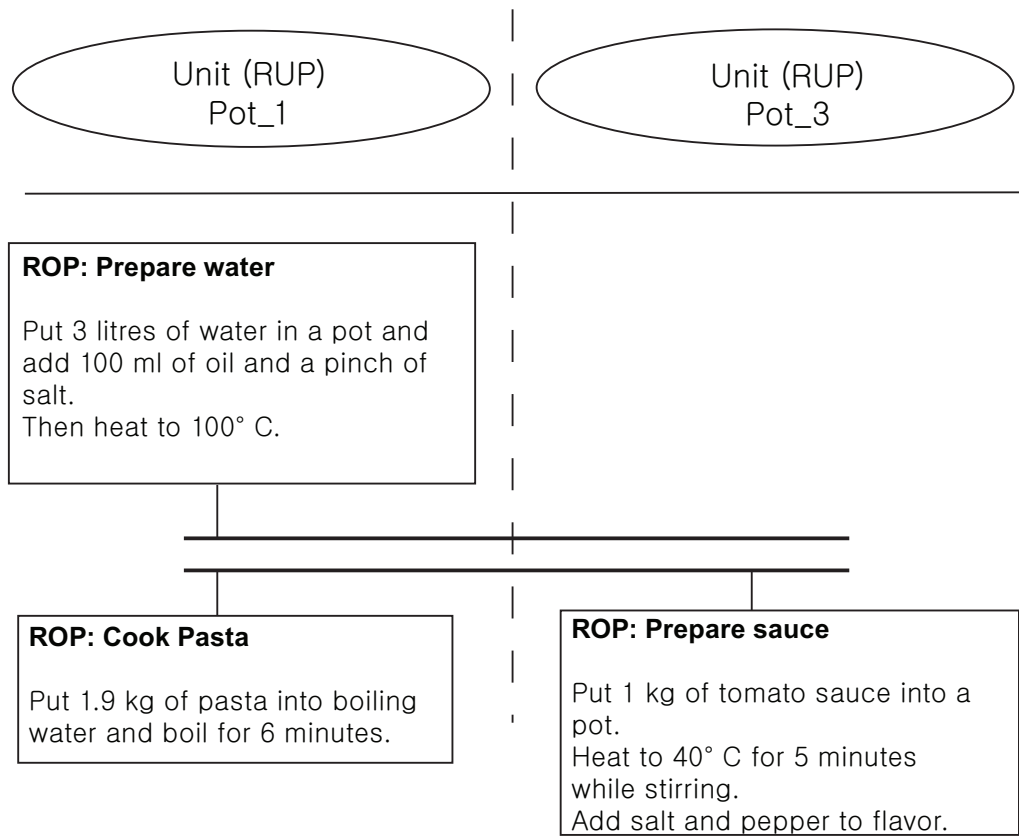 Unit (RUP)
Pot_1
Unit (RUP)
Pot_3
ROP: Prepare water
Put 3 litres of water in a pot and
add 100 ml of oil and a pinch of
salt.
Then heat to 100° C.
ROP: Cook Pasta
Put 1.9 kg of pasta into boiling
water and boil for 6 minutes.
ROP: Prepare sauce
Put 1 kg of tomato sauce into a
pot.
Heat to 40° C for 5 minutes
while stirring.
Add salt and pepper to flavor.